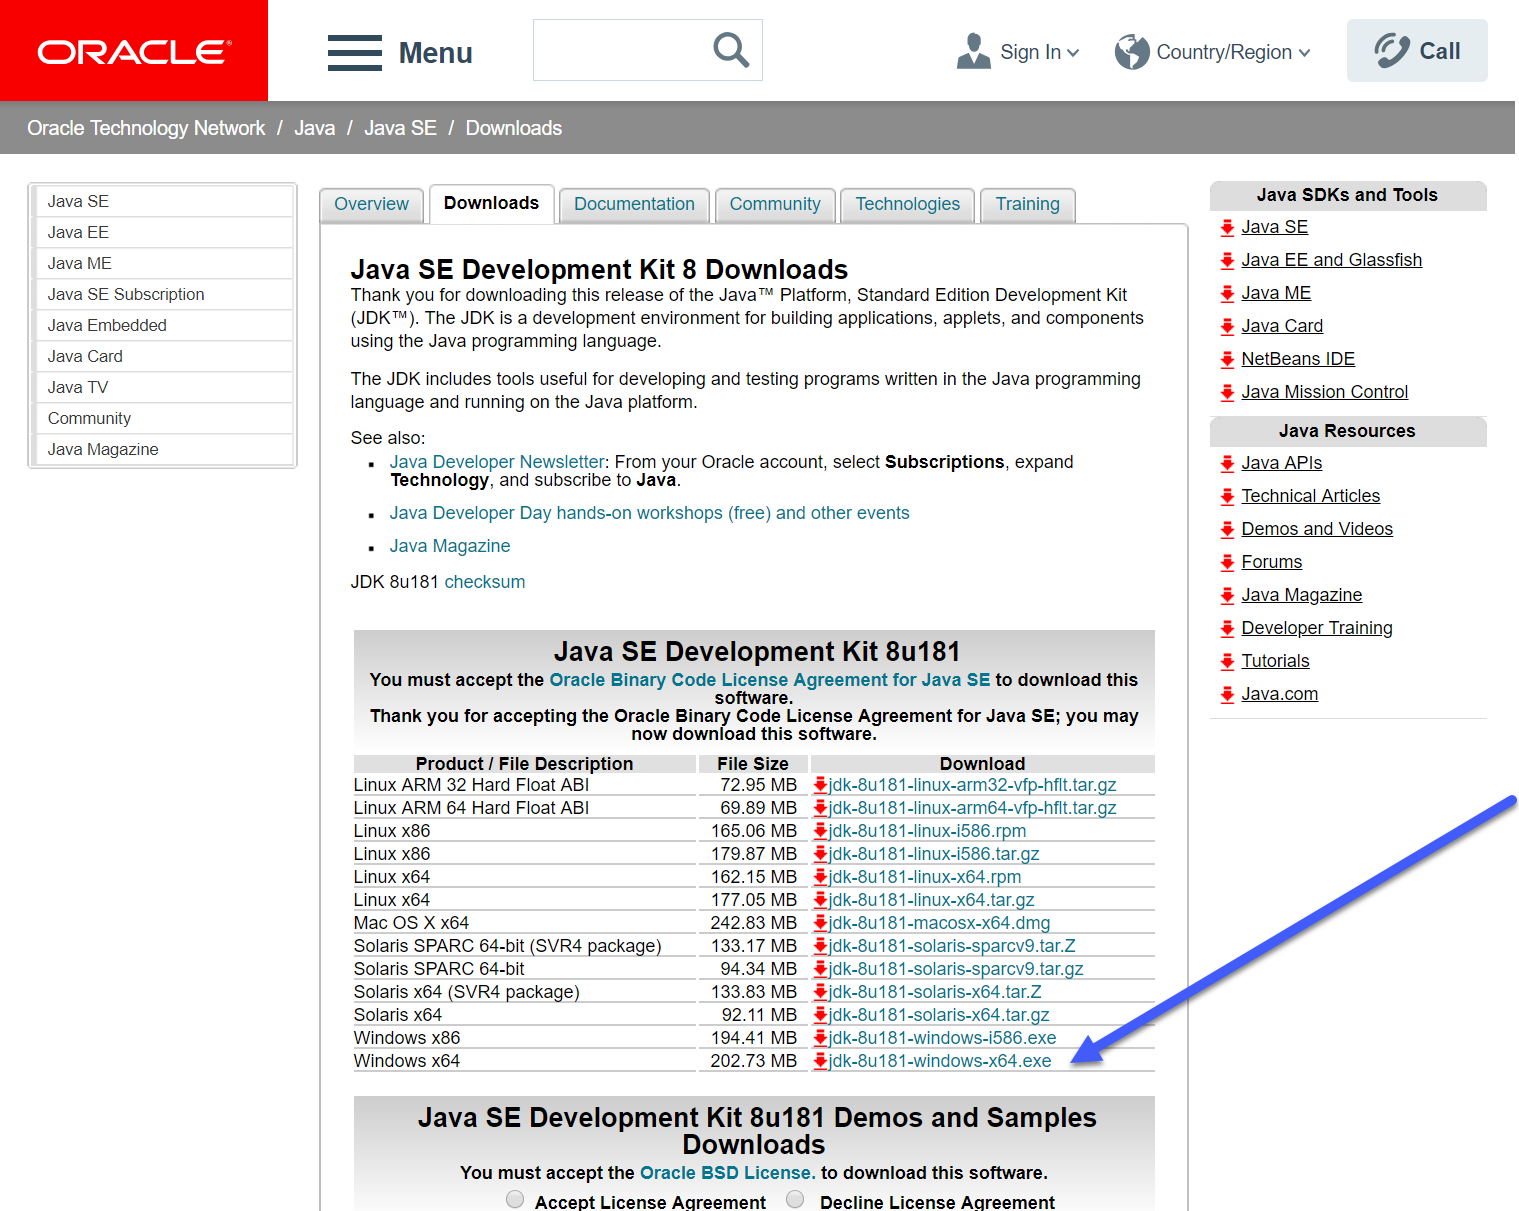 ORACLE®
Menu
Sign In
Country/Region
Call
Oracle Technology Network / Java / Java SE / Downloads
Java SE
Java EE
Java ME
Java SE Subscription
Java Embedded
Java Card
Java TV
Community
Java Magazine
Overview
Downloads
Documentation
Community
Technologies
Training
Java SE Development Kit 8 Downloads
Thank you for downloading this release of the Java™ Platform, Standard Edition Development Kit
(JDK™). The JDK is a development environment for building applications, applets, and components
using the Java programming language.
The JDK includes tools useful for developing and testing programs written in the Java programming
language and running on the Java platform.
See also:
Java Developer Newsletter: From your Oracle account, select Subscriptions, expand
Technology, and subscribe to Java.
Java Developer Day hands-on workshops (free) and other events
Java Magazine
JDK 8u181 checksum
Java SE Development Kit 8u181
You must accept the Oracle Binary Code License Agreement for Java SE to download this
software.
Thank you for accepting the Oracle Binary Code License Agreement for Java SE; you may
now download this software.
Product / File Description File Size Download
Linux ARM 32 Hard Float ABI 72.95 MB jdk-8u181-linux-arm32-vfp-hflt.tar.gz
Linux ARM 64 Hard Float ABI 69.89 MB jdk-8u181-linux-arm64-vfp-hflt.tar.gz
Linux x86 165.06 MB jdk-8u181-linux-i586.rpm
Linux x86 179.87 MB jdk-8u181-linux-i586.tar.gz
Linux x64 162.15 MB jdk-8u181-linux-x64.rpm
Linux x64 177.05 MB jdk-8u181-linux-x64.tar.gz
Mac OS X x64 242.83 MB jdk-8u181-macosx-x64.dmg
Solaris SPARC 64-bit (SVR4 package) 133.17 MB jdk-8u181-solaris-sparcv9.tar.Z
Solaris SPARC 64-bit 94.34 MB jdk-8u181-solaris-sparcv9.tar.gz
Solaris x64 (SVR4 package) 133.83 MB jdk-8u181-solaris-x64.tar.Z
Solaris x64 92.11 MB jdk-8u181-solaris-x64.tar.gz
Windows x86 194.41 MB jdk-8u181-windows-i586.exe
Windows x64 202.73 MB jdk-8u181-windows-x64.exe
Java SE Development Kit 8u181 Demos and Samples
Downloads
You must accept the Oracle BSD License. to download this software.
Accept License Agreement Decline License Agreement
Java SDKs and Tools
Java SE
Java EE and Glassfish
Java ME
Java Card
NetBeans IDE
Java Mission Control
Java Resources
Java APIs
Technical Articles
Demos and Videos
Forums
Java Magazine
Developer Training
Tutorials
Java.com